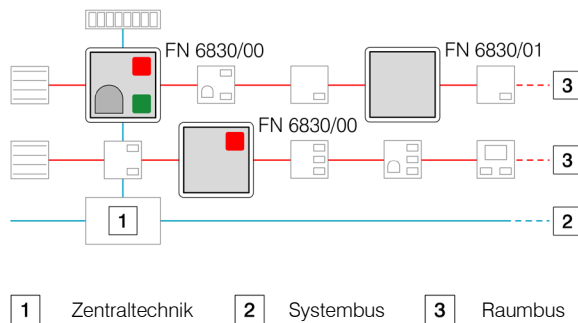 FN 6830/00 FN 6830/01
3
FN 6830/00
3
1
2
1 Zentraltechnik 2 Systembus 3 Raumbus